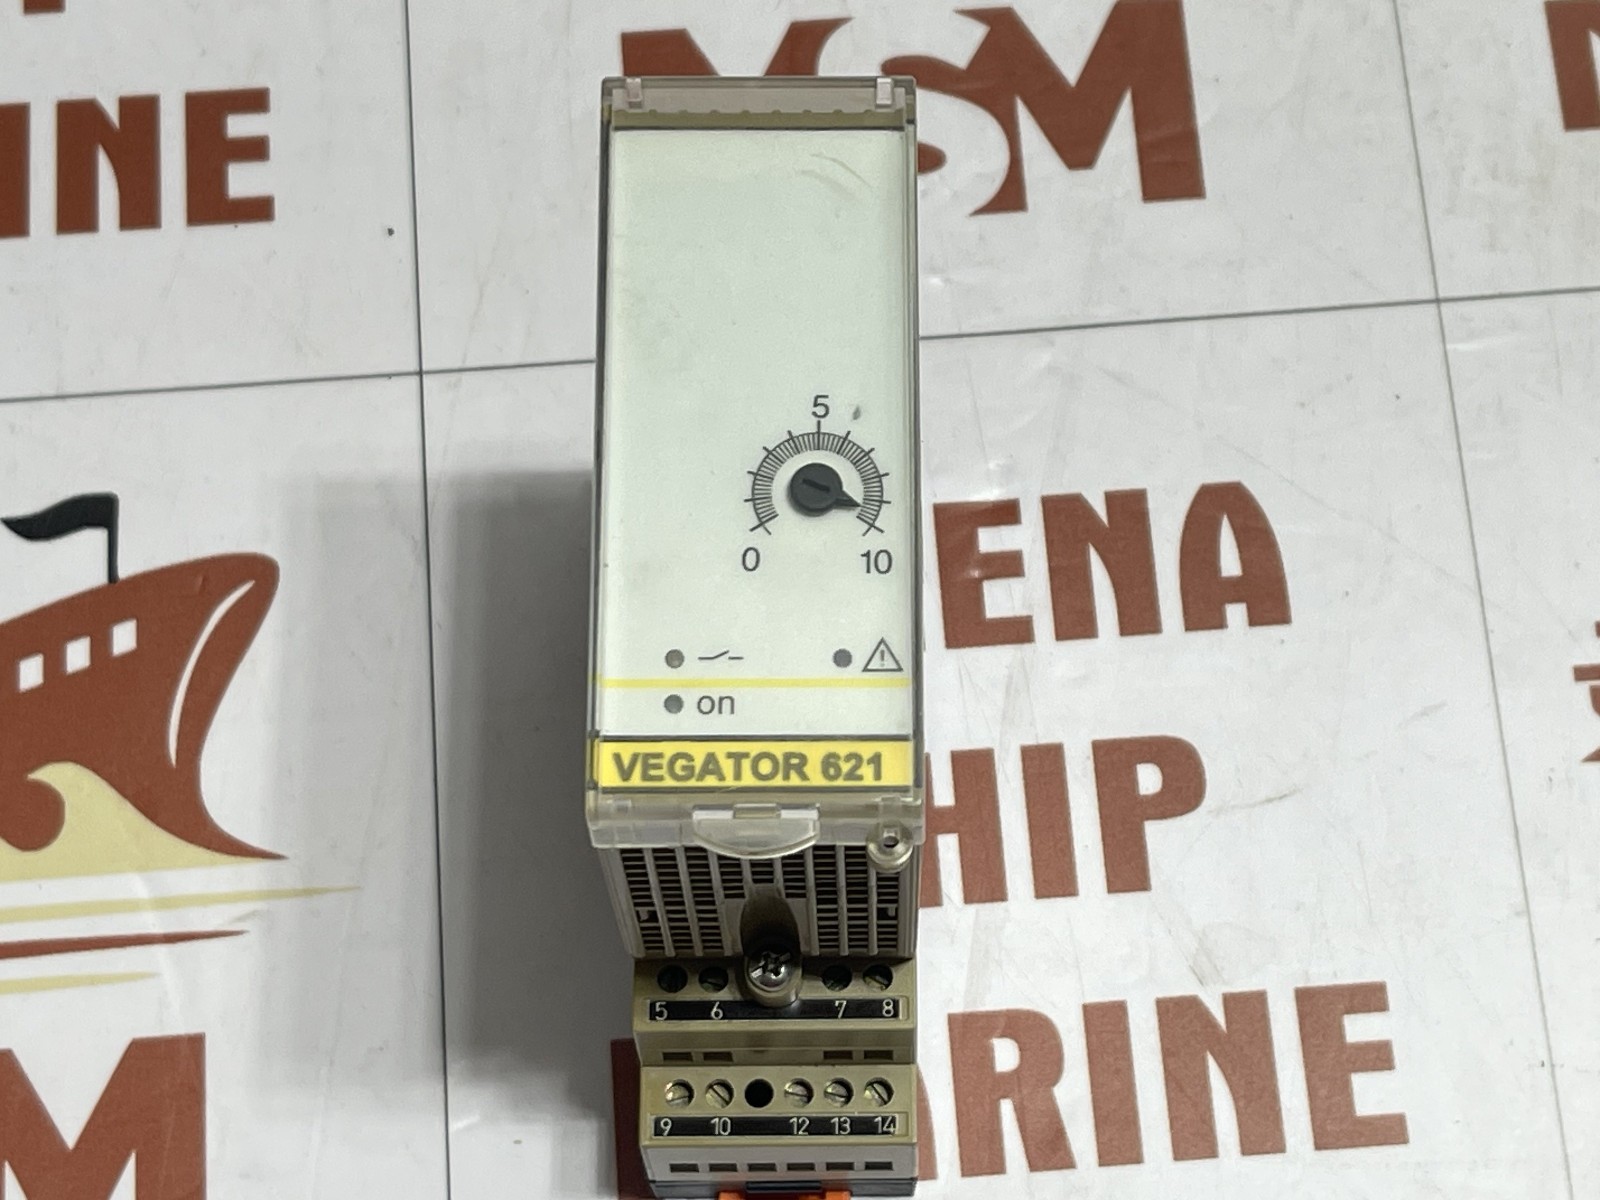 INE
MSM
5
0 10
ENA
on
VEGATOR 621
HIP
5 6 7 8
ARINE
9 10 12 13 14
M